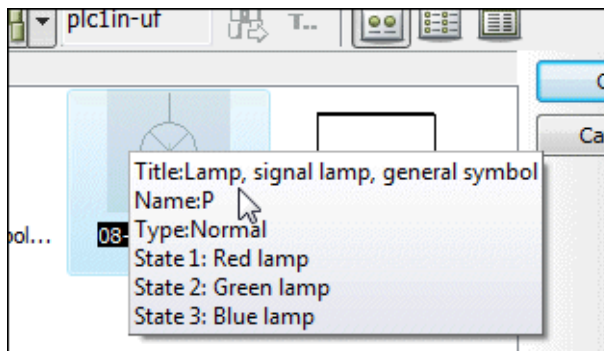 plc1in-uf
T..
C
Ca
Title:Lamp, signal lamp, general symbol
Name:P
ool...
08-
Type:Normal
State 1: Red lamp
State 2: Green lamp
State 3: Blue lamp